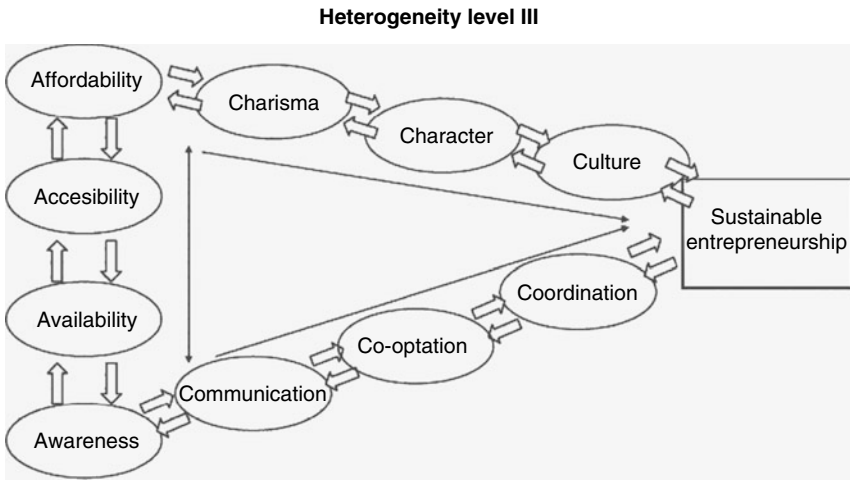 Heterogeneity level III
Affordability
Charisma
Character
Culture
Accesibility
Sustainable
entrepreneurship
Availability
Coordination
Co-optation
Communication
Awareness